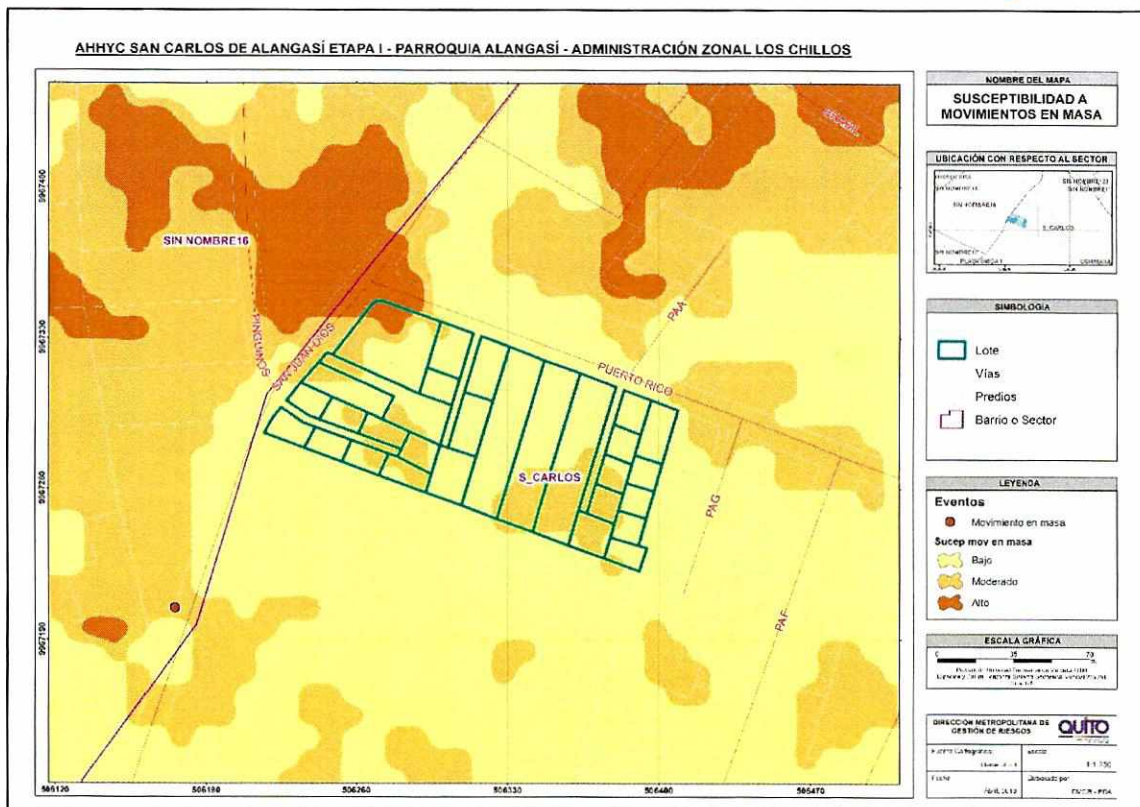 AHHYC SAN CARLOS DE ALANGASÍ ETAPA I - PARROQUIA ALANGASÍ - ADMINISTRACIÓN ZONAL LOS CHILLOS
NOMBRE DEL MAPA
SUSCEPTIBILIDAD A
MOVIMIENTOS EN MASA
UBICACIÓN CON RESPECTO AL SECTOR
S_CARLOS
SIMBOLOGIA
Lote
Vías
Predios
Barrio o Sector
LEYENDA
Eventos
Movimiento en masa
Sucep mov en masa
Bajo
Moderado
Alto
ESCALA GRÁFICA
0 35 70
DIRECCIÓN METROPOLITANA DE
GESTIÓN DE RIESGOS
QUITO
SIN NOMBRE16
SAN JUAN DIOS
PUERTO RICO
PAA
S_CARLOS
PAG
PAF
9967400
9967330
9967190
506120
506190
506260
506330
506400
506470